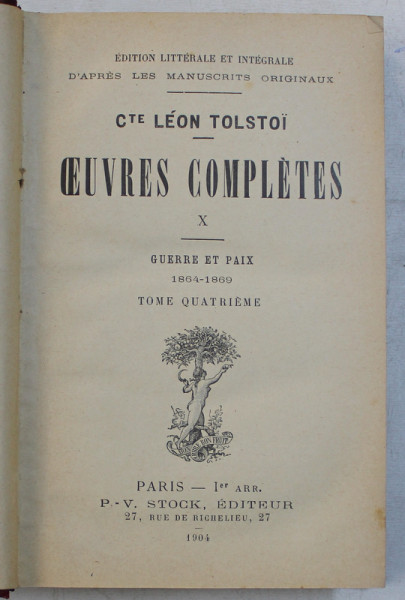 ÉDITION LITTÉRALE ET INTÉGRALE
D'APRÈS LES MANUSCRITS ORIGINAUX
CTE LÉON TOLSTOÏ
ŒUVRES COMPLÈTES
X
GUERRE ET PAIX
1864-1869
TOME QUATRIÈME
PARIS — Ier ARR.
P.-V. STOCK, ÉDITEUR
27, RUE DE RICHELIEU, 27
1904